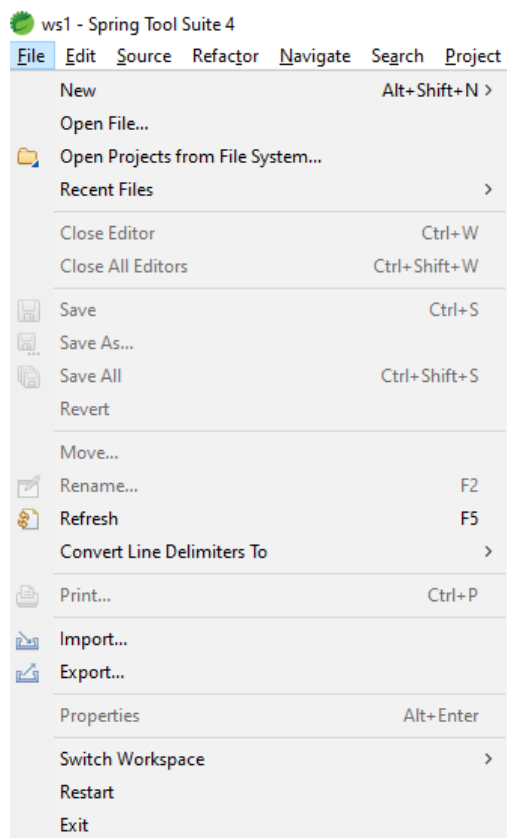 ws1 - Spring Tool Suite 4
File Edit Source Refactor Navigate Search Project
New Alt+Shift+N >
Open File...
Open Projects from File System...
Recent Files >
Close Editor Ctrl+W
Close All Editors Ctrl+Shift+W
Save Ctrl+S
Save As...
Save All Ctrl+Shift+S
Revert
Move...
Rename... F2
Refresh F5
Convert Line Delimiters To >
Print... Ctrl+P
Import...
Export...
Properties Alt+Enter
Switch Workspace >
Restart
Exit